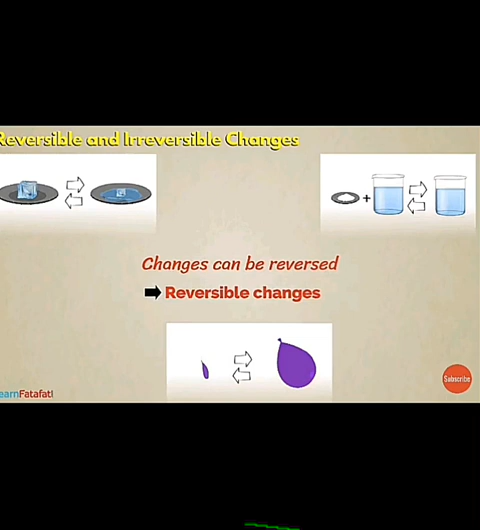 Reversible and Irreversible Changes
+
Changes can be reversed
Reversible changes
Subscribe
earnFatafat!